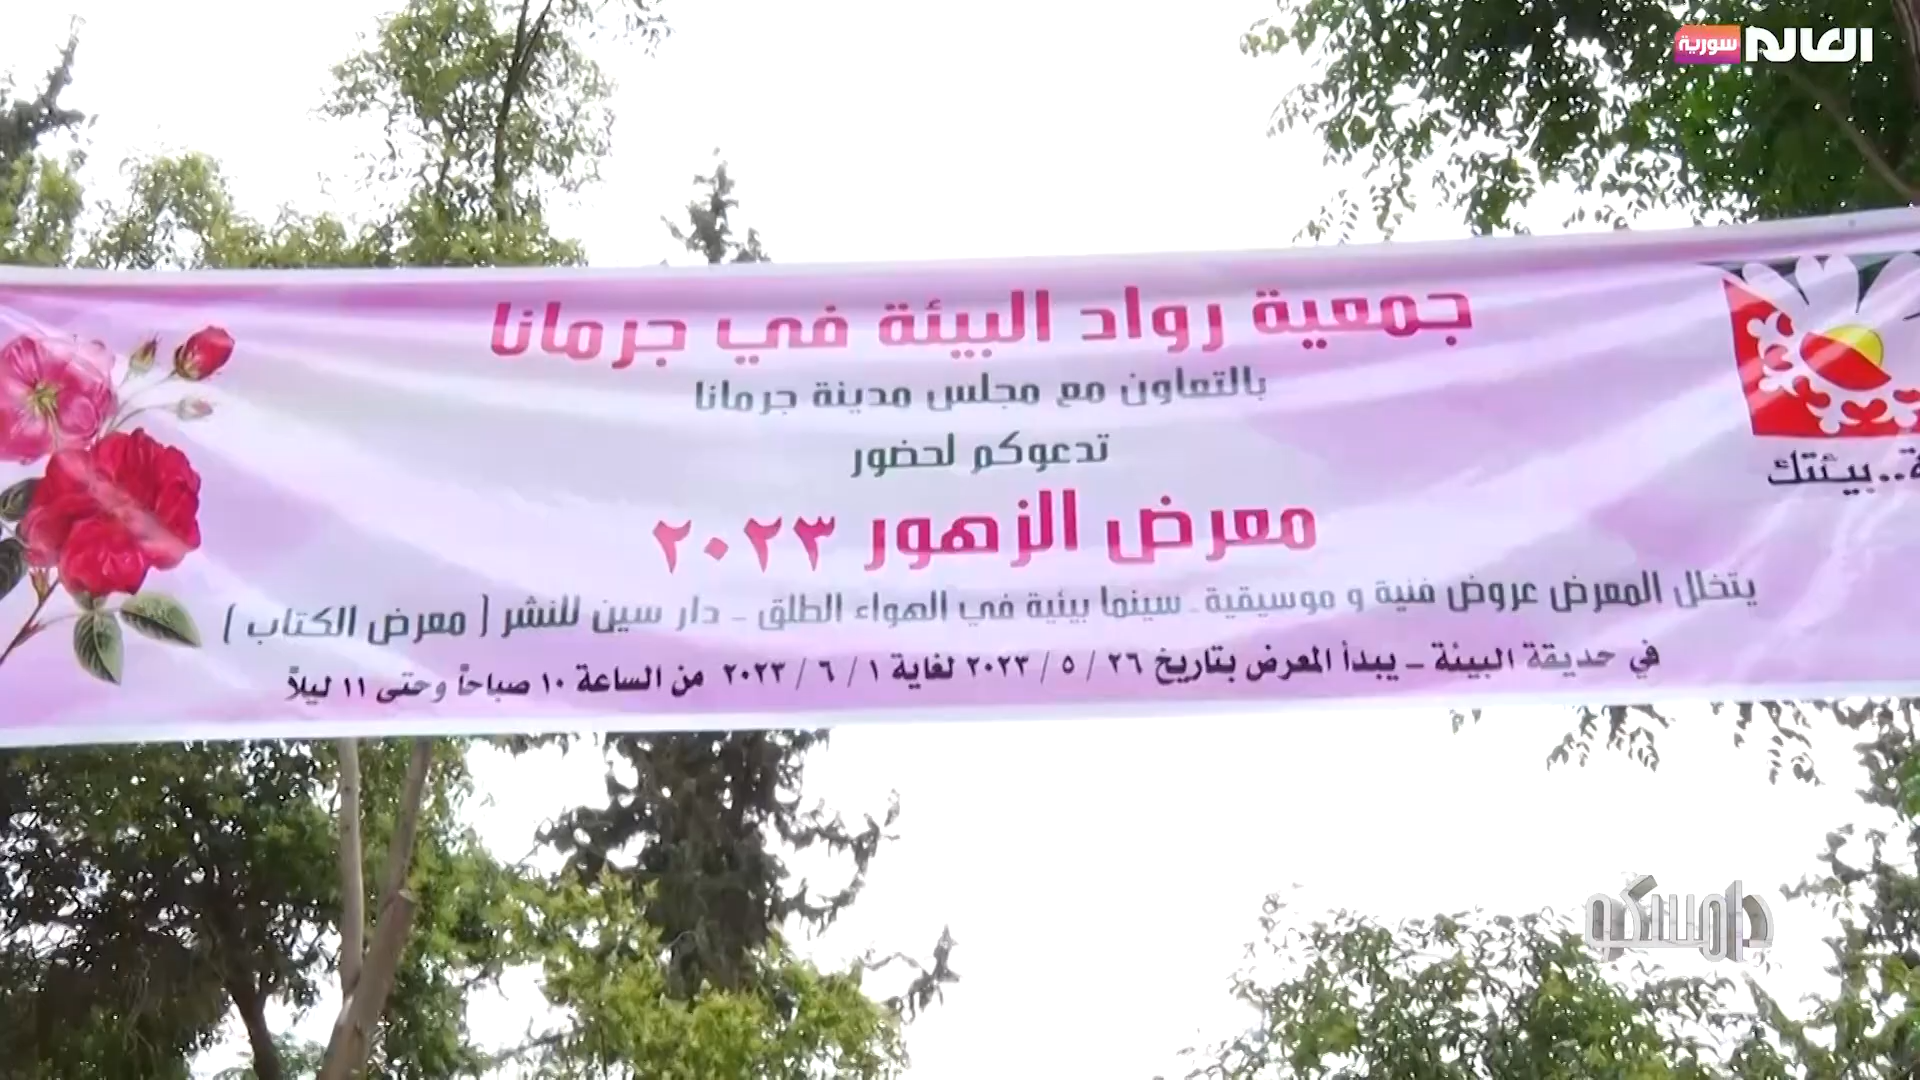 العالم سورية
جمعية رواد البيئة في جرمانا
بالتعاون مع مجلس مدينة جرمانا
تدعوكم لحضور
معرض الزهور ٢٠٢٣
يتخلل المعرض عروض فنية و موسيقية - سينما بيئية في الهواء الطلق - دار سين للنشر ( معرض الكتاب )
في حديقة البيئة - يبدأ المعرض بتاريخ ٢٦ / ٥ / ٢٠٢٣ لغاية ١ / ٦ / ٢٠٢٣ من الساعة ١٠ صباحاً وحتى ١١ ليلاً
ة..بيئتك
دامسكو